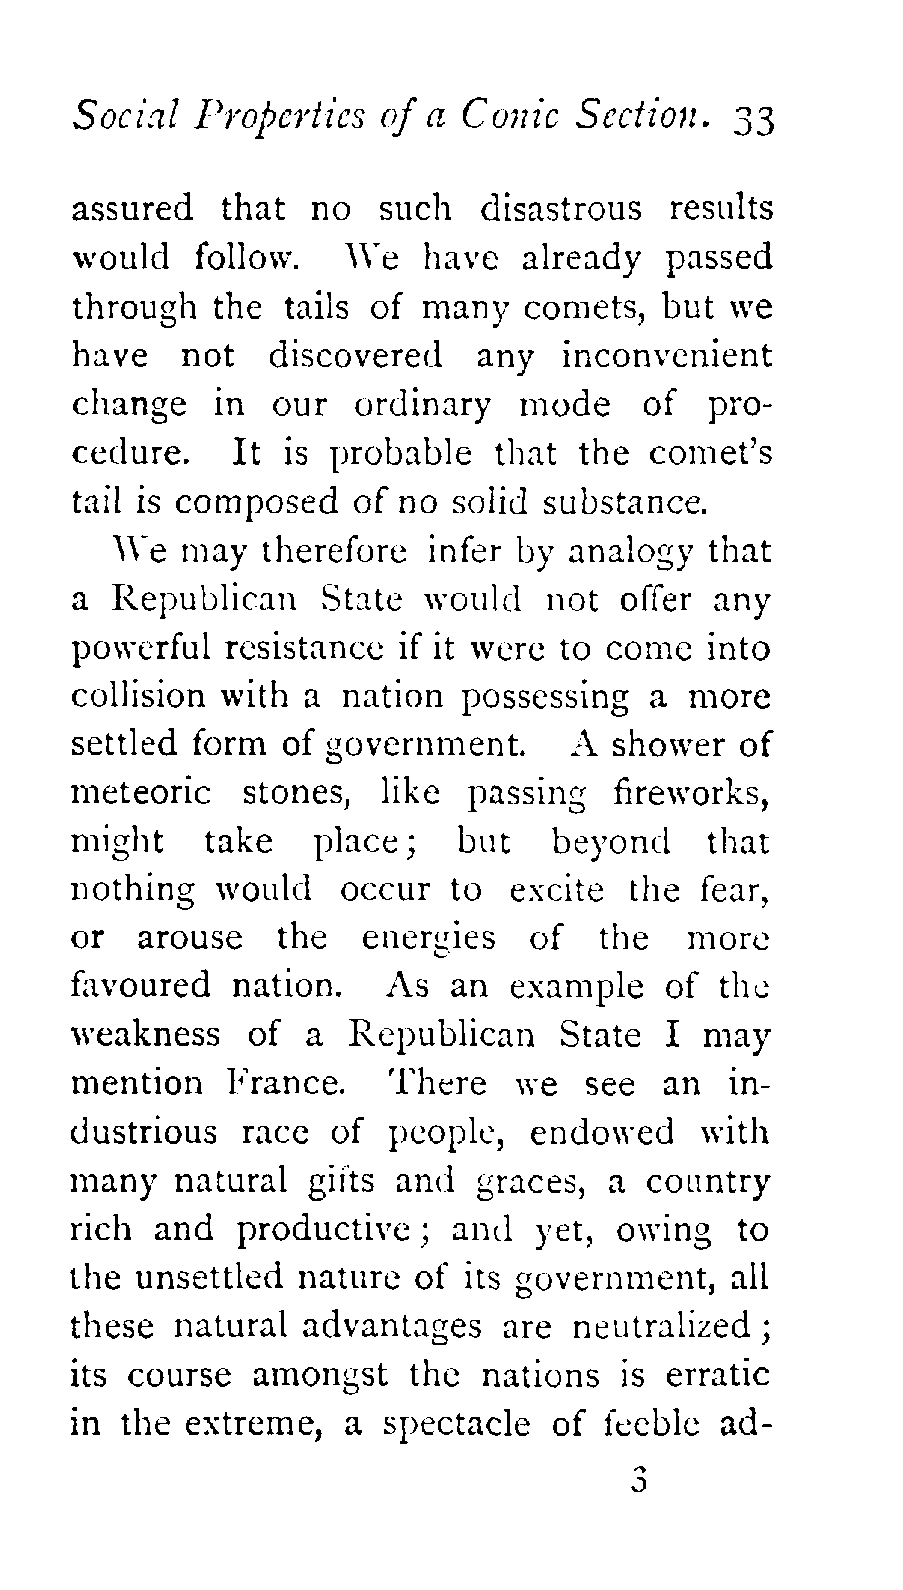 Social Properties of a Conic Section. 33
assured that no such disastrous results
would follow. We have already passed
through the tails of many comets, but we
have not discovered any inconvenient
change in our ordinary mode of pro-
cedure. It is probable that the comet's
tail is composed of no solid substance.
We may therefore infer by analogy that
a Republican State would not offer any
powerful resistance if it were to come into
collision with a nation possessing a more
settled form of government. A shower of
meteoric stones, like passing fireworks,
might take place; but beyond that
nothing would occur to excite the fear,
or arouse the energies of the more
favoured nation. As an example of the
weakness of a Republican State I may
mention France. There we see an in-
dustrious race of people, endowed with
many natural gifts and graces, a country
rich and productive; and yet, owing to
the unsettled nature of its government, all
these natural advantages are neutralized;
its course amongst the nations is erratic
in the extreme, a spectacle of feeble ad-
3